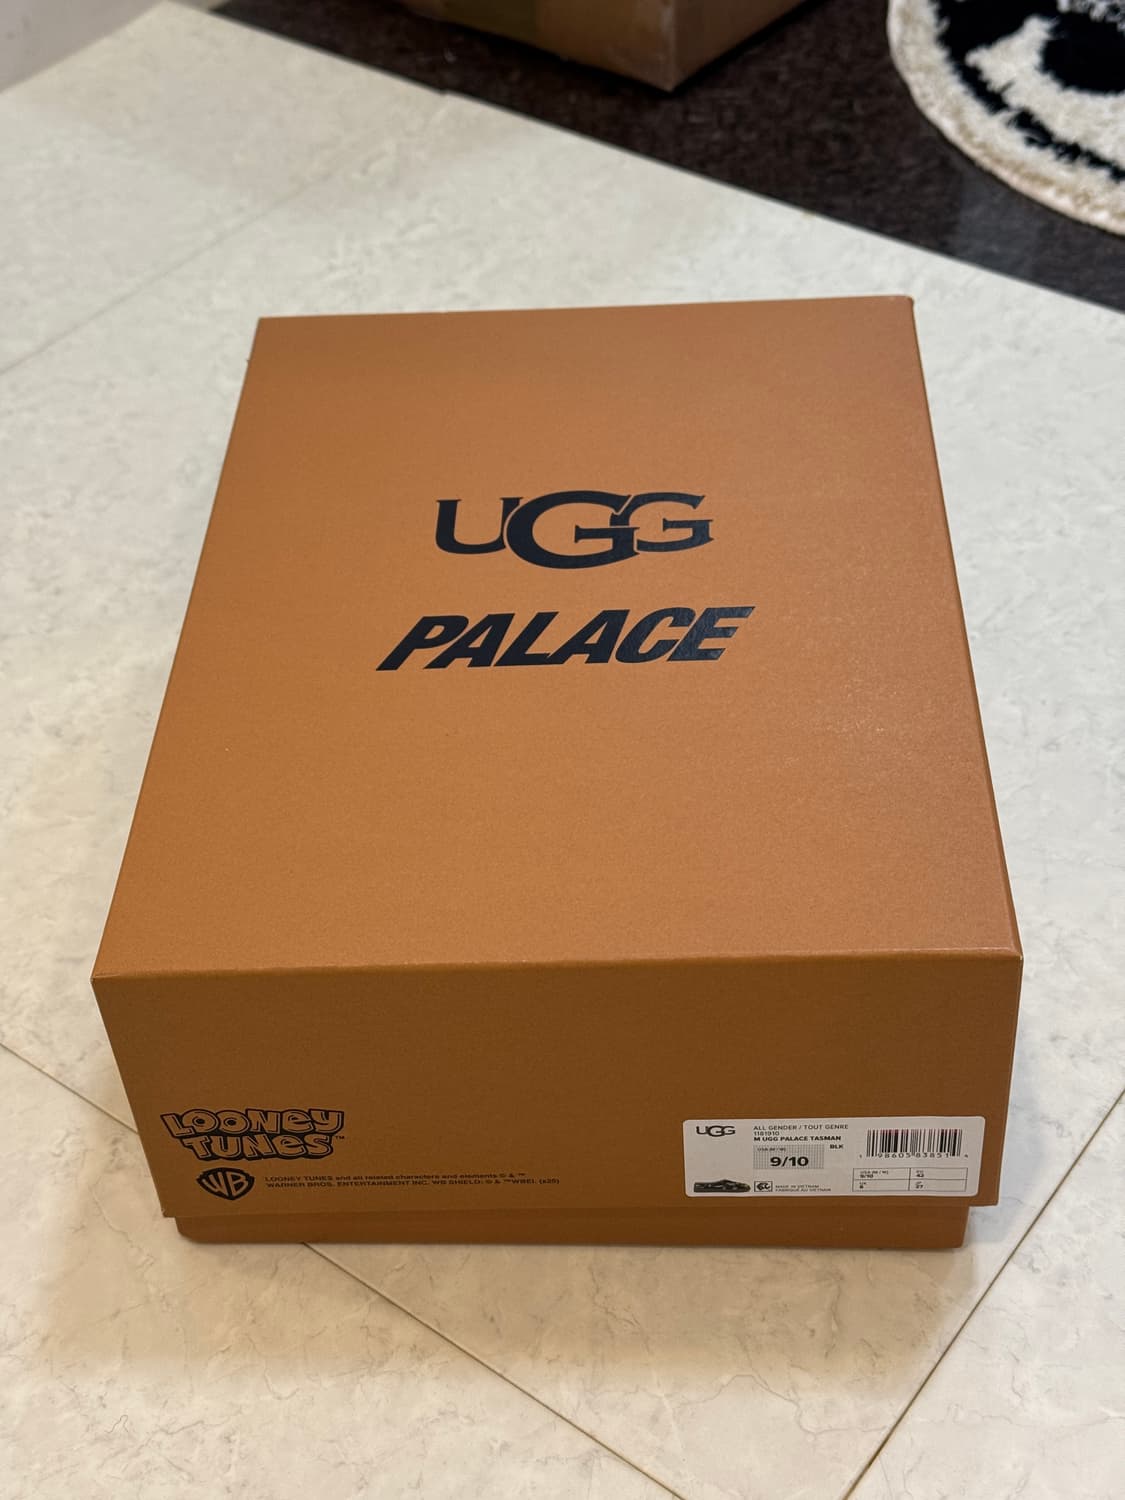 UGG
PALACE
LOONEY
TUNES™
WB
LOONEY TUNES and all related characters and elements © & ™
WARNER BROS. ENTERTAINMENT INC. WB SHIELD: © & ™WBEI. (s25)
UGG
ALL GENDER / TOUT GENRE
1181910
M UGG PALACE TASMAN
BLK
9/10
MADE IN VIETNAM
FABRIQUÉ AU VIETNAM
9/10
42
8
27